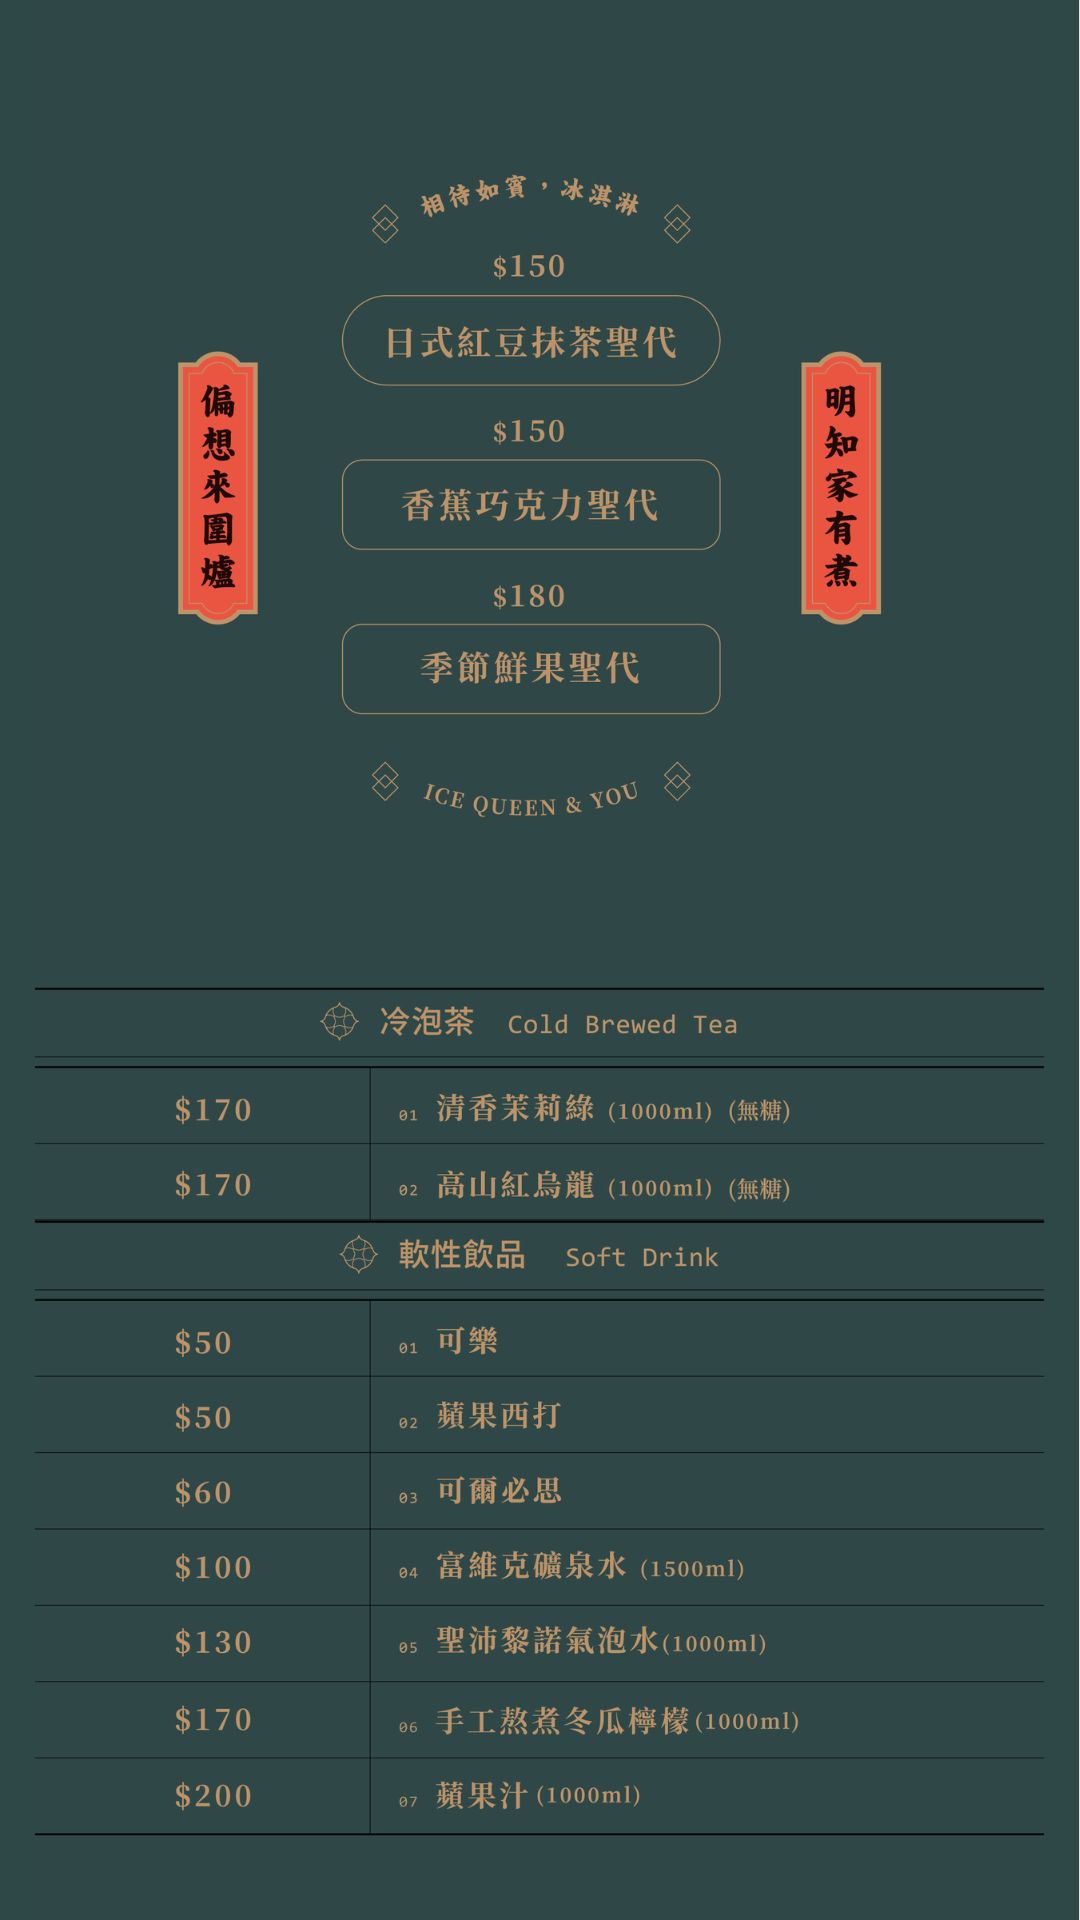 相待如賓,冰淇淋
$150
日式紅豆抹茶聖代
$150
香蕉巧克力聖代
$180
季節鮮果聖代
ICE QUEEN & YOU
明知家有煮
偏想來圍爐
冷泡茶 Cold Brewed Tea
$170 01 清香茉莉綠 (1000ml) (無糖)
$170 02 高山紅烏龍 (1000ml) (無糖)
軟性飲品 Soft Drink
$50 01 可樂
$50 02 蘋果西打
$60 03 可爾必思
$100 04 富維克礦泉水 (1500ml)
$130 05 聖沛黎諾氣泡水(1000ml)
$170 06 手工熬煮冬瓜檸檬(1000ml)
$200 07 蘋果汁 (1000ml)